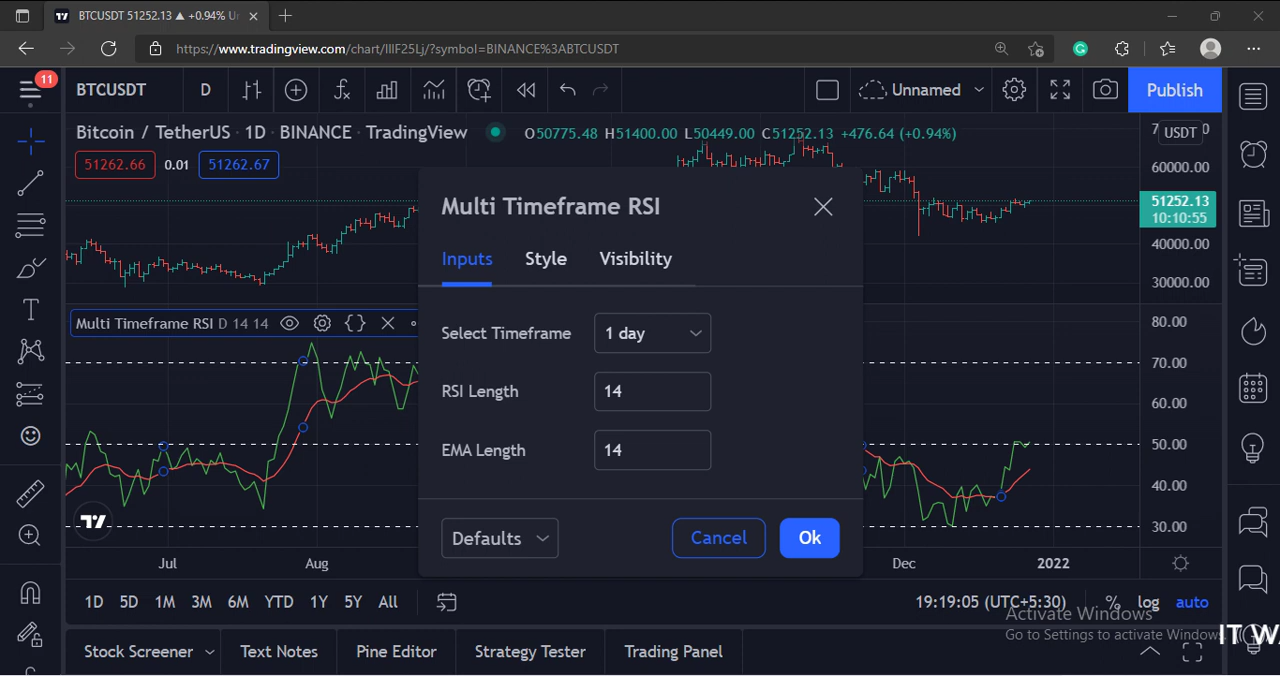 BTCUSDT 51252.13 ▲ +0.94% U
https://www.tradingview.com/chart/IIIF25Lj/?symbol=BINANCE%3ABTCUSDT
11
BTCUSDT D Unnamed Publish
Bitcoin / TetherUS · 1D · BINANCE · TradingView O50775.48 H51400.00 L50449.00 C51252.13 +476.64 (+0.94%)
USDT
51262.66 0.01 51262.67
60000.00
51252.13
10:10:55
40000.00
30000.00
Multi Timeframe RSI
Inputs Style Visibility
Select Timeframe 1 day
RSI Length 14
EMA Length 14
Defaults Cancel Ok
Multi Timeframe RSI D 14 14
80.00
70.00
60.00
50.00
40.00
30.00
Jul Aug Dec 2022
1D 5D 1M 3M 6M YTD 1Y 5Y All 19:19:05 (UTC+5:30) % log auto
Activate Windows
Go to Settings to activate Windows.
IT WA
Stock Screener Text Notes Pine Editor Strategy Tester Trading Panel